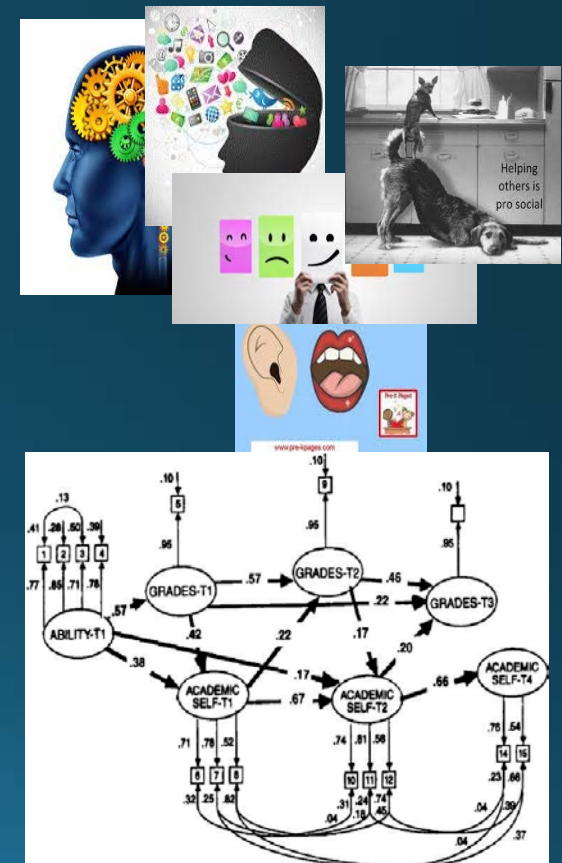 Helping
others is
pro social
Pre-K Pages
www.pre-kpages.com
.10
.10
.10
.13
5
9
.41 .28 .50 .39
1 2 3 4
.95
.95
.95
.77 .85 .71 .78
GRADES-T1
.57
GRADES-T2
.46
GRADES-T3
.57
.22
ABILITY-T1
.42
.22
.17
.20
.38
.17
ACADEMIC
SELF-T1
.67
ACADEMIC
SELF-T2
.66
ACADEMIC
SELF-T4
.71 .78 .52
.74 .81 .58
.76 .54
6 7 8
10 11 12
14 15
.32 .25 .82
.31 .24 .74
.18 .45
.23 .66
.04
.04
.39
.04
.37